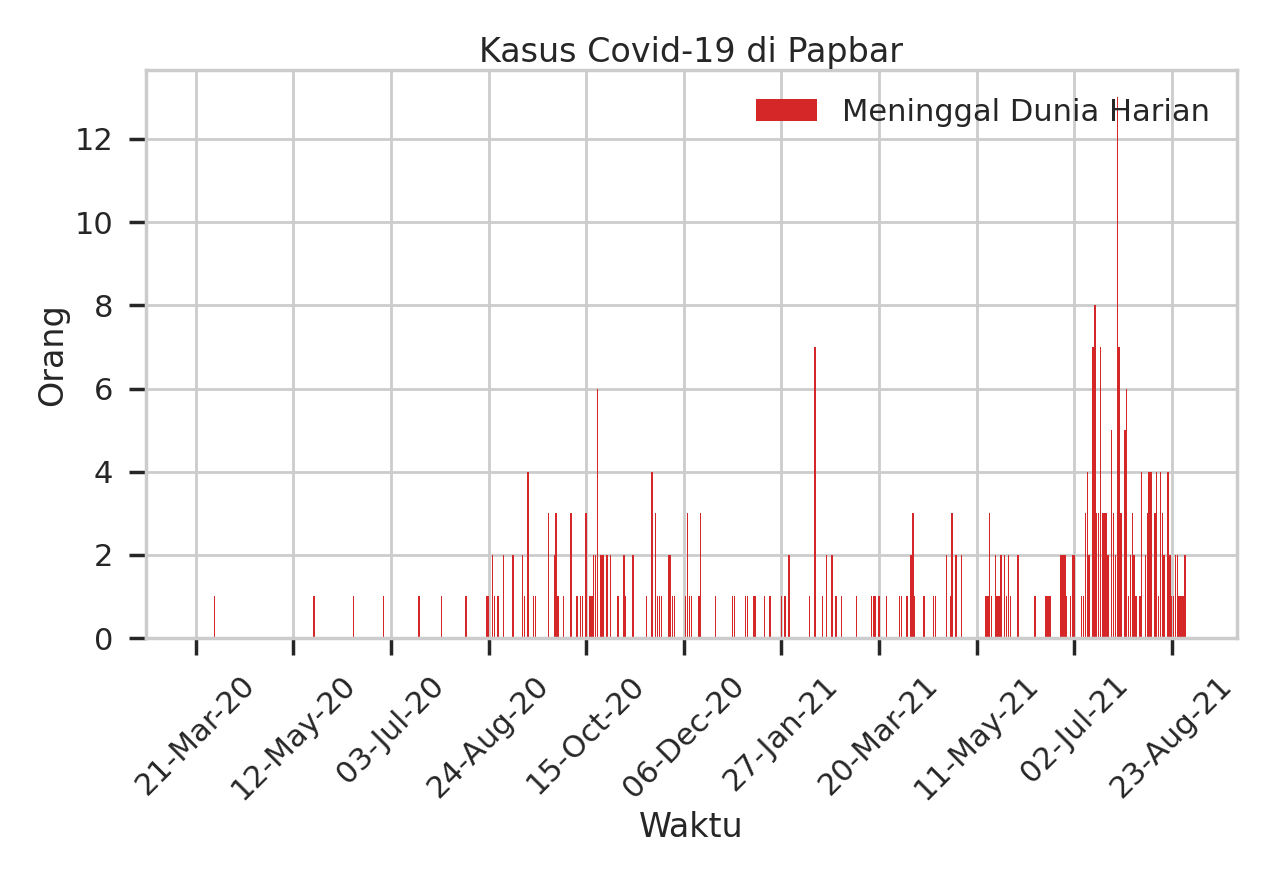 Kasus Covid-19 di Papbar
Meninggal Dunia Harian
12
10
8
6
4
2
0
Orang
21-Mar-20
12-May-20
03-Jul-20
24-Aug-20
15-Oct-20
06-Dec-20
27-Jan-21
20-Mar-21
11-May-21
02-Jul-21
23-Aug-21
Waktu